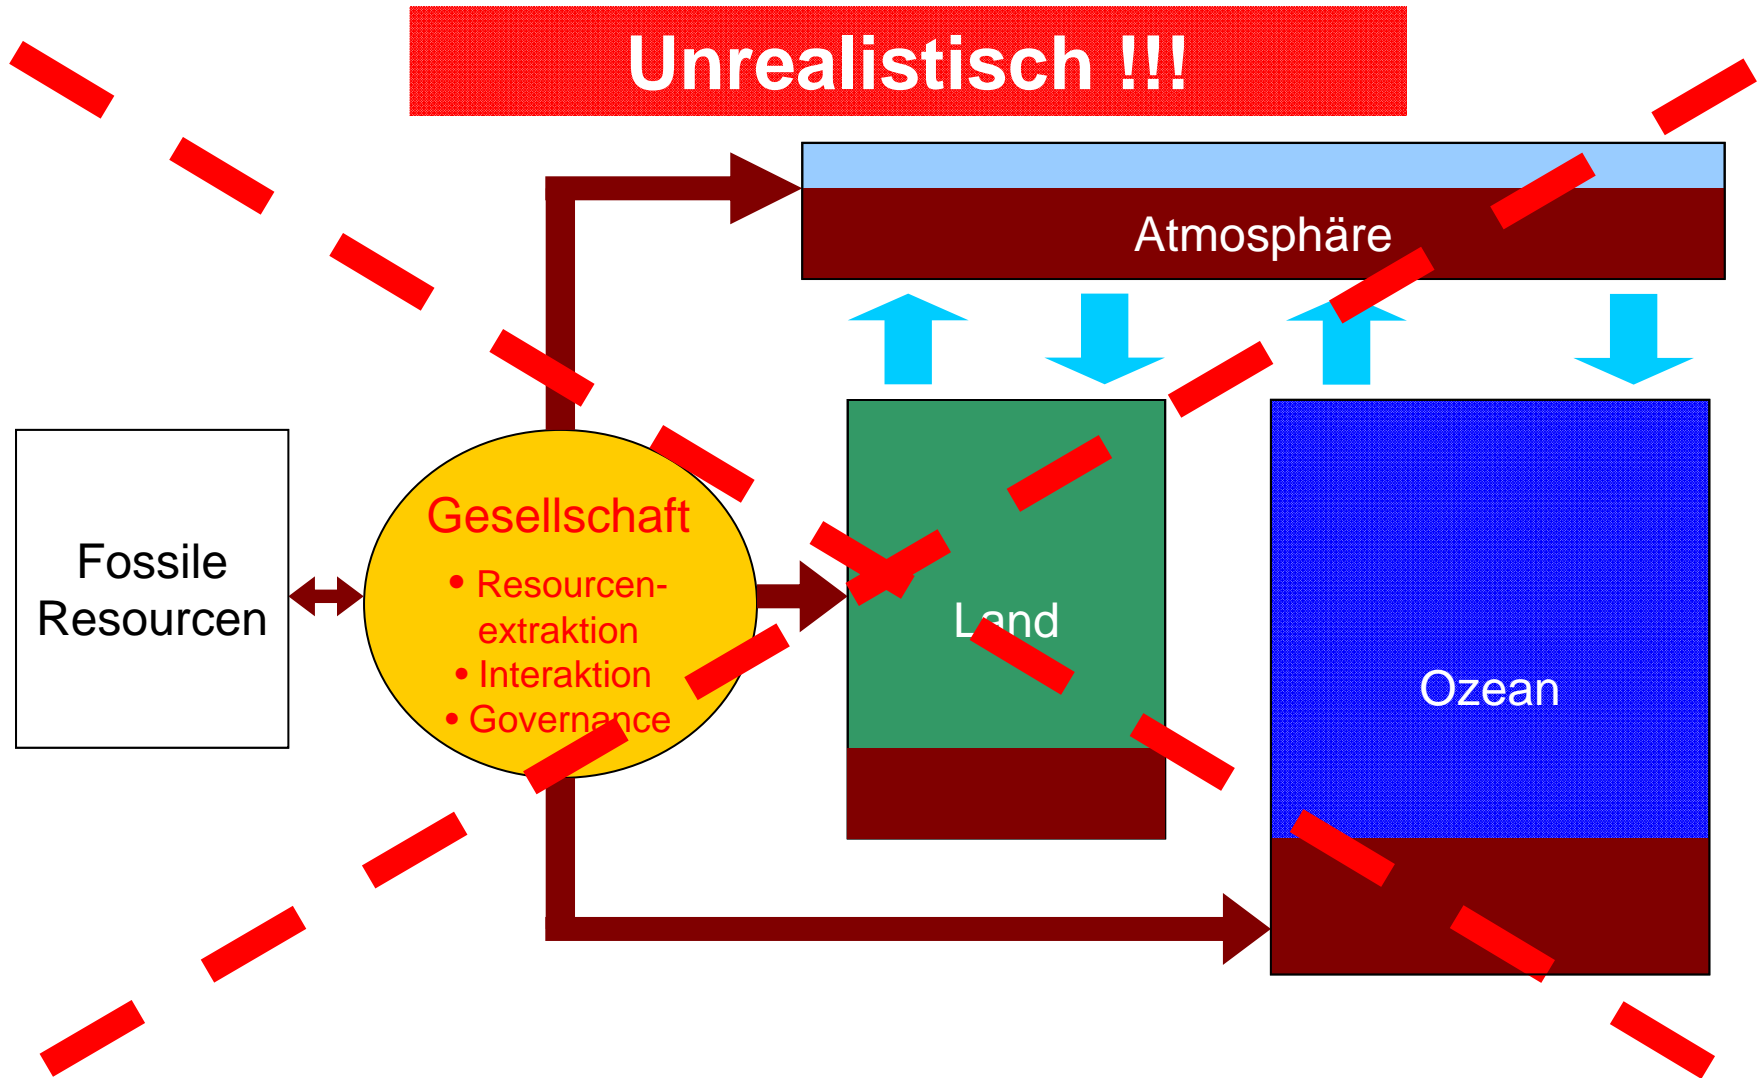 Unrealistisch !!!
Atmosphäre
Fossile
Resourcen
Gesellschaft
• Resourcen-
extraktion
• Interaktion
• Governance
Land
Ozean